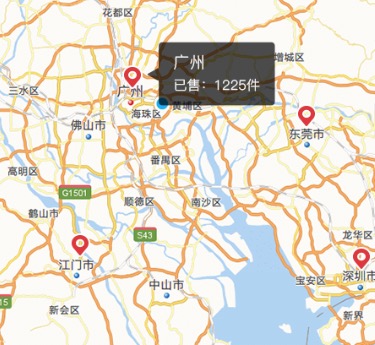 花都区
广州
已售：1225件
增城区
三水区
广州
黄埔区
海珠区
佛山市
东莞市
番禺区
高明区
G1501
顺德区
南沙区
鹤山市
S43
龙华区
江门市
宝安区
深圳市
中山市
15
新会区
新界